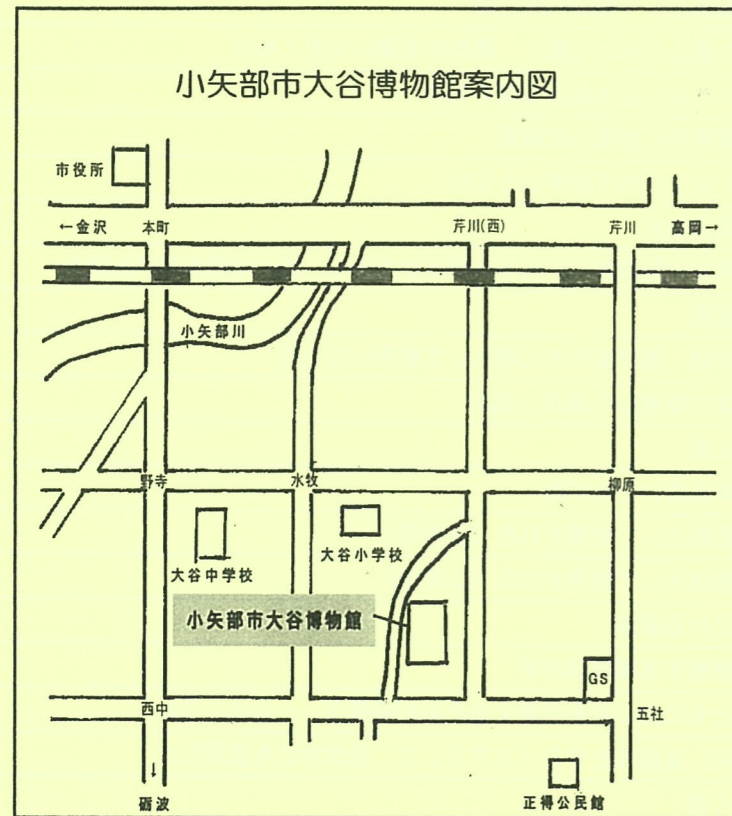 小矢部市大谷博物館案内図
市役所
←金沢
本町
芹川(西)
芹川
高岡→
小矢部川
野寺
水牧
柳原
大谷中学校
大谷小学校
小矢部市大谷博物館
GS
西中
五社
↓
砺波
正得公民館